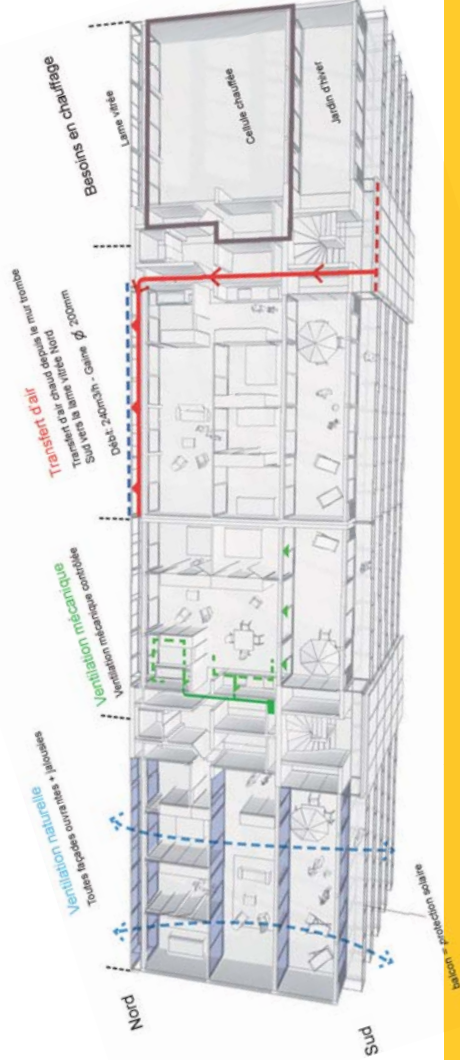 Besoins en chauffage
Lame vitrée
Cellule chauffée
Jardin d'hiver
Transfert d'air
Transfert d'air chaud depuis le mur trombe
Sud vers la lame vitrée Nord
Débit: 240m3/h - Gaine Ø 200mm
Ventilation mécanique
Ventilation mécanique contrôlée
Ventilation naturelle
Toutes façades ouvrantes + jalousies
Nord
Sud
balcon = protection solaire